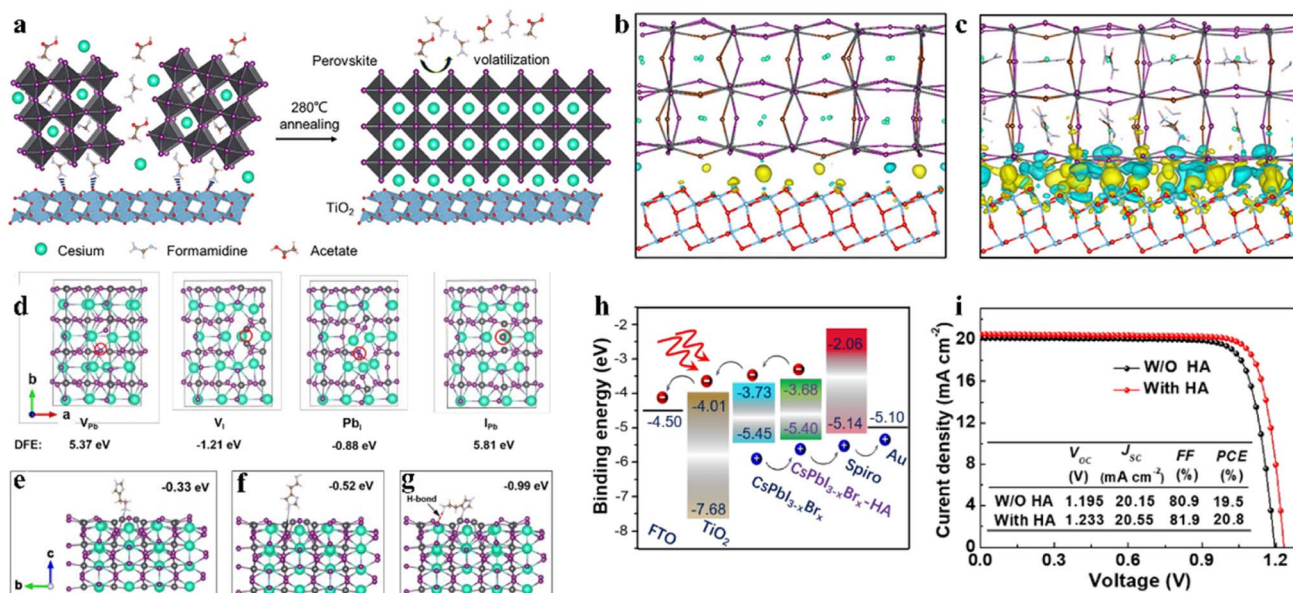 a
Perovskite
volatilization
280℃
annealing
TiO₂
Cesium
Formamidine
Acetate
b
c
d
b
a
V_Pb
V_I
Pb_I
I_Pb
DFE:
5.37 eV
-1.21 eV
-0.88 eV
5.81 eV
e
-0.33 eV
c
b
f
-0.52 eV
g
-0.99 eV
H-bond
h
Binding energy (eV)
-2
-3
-4
-5
-6
-7
-8
-4.50
-4.01
-7.68
-3.73
-5.45
-3.68
-5.40
-2.06
-5.14
-5.10
FTO
TiO₂
CsPbI₃₋ₓBrₓ
CsPbI₃₋ₓBrₓ-HA
Spiro
Au
i
Curent density (mA cm⁻²)
20
16
12
8
4
0
W/O HA
With HA
V_OC J_SC FF PCE
(V) (mA cm⁻²) (%) (%)
W/O HA 1.195 20.15 80.9 19.5
With HA 1.233 20.55 81.9 20.8
0.0 0.3 0.6 0.9 1.2
Voltage (V)